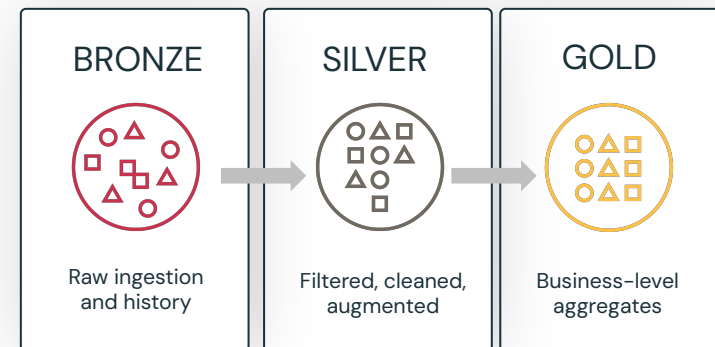 BRONZE
Raw ingestion
and history
SILVER
Filtered, cleaned,
augmented
GOLD
Business-level
aggregates